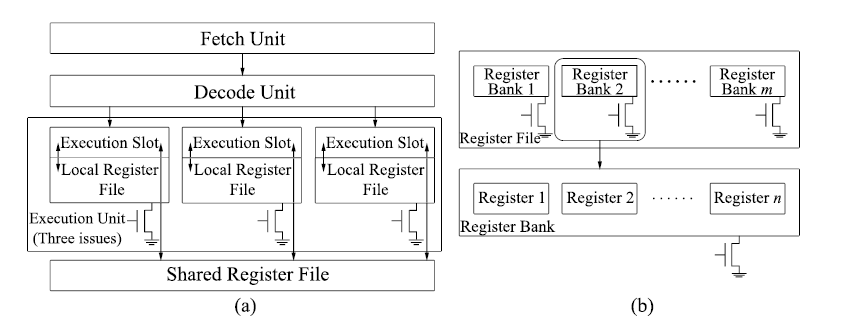 Fetch Unit
Decode Unit
Execution Slot
Local Register
File
Execution Slot
Local Register
File
Execution Slot
Local Register
File
Execution Unit
(Three issues)
Shared Register File
(a)
Register
Bank 1
Register
Bank 2
......
Register
Bank m
Register File
Register 1
Register 2
......
Register n
Register Bank
(b)